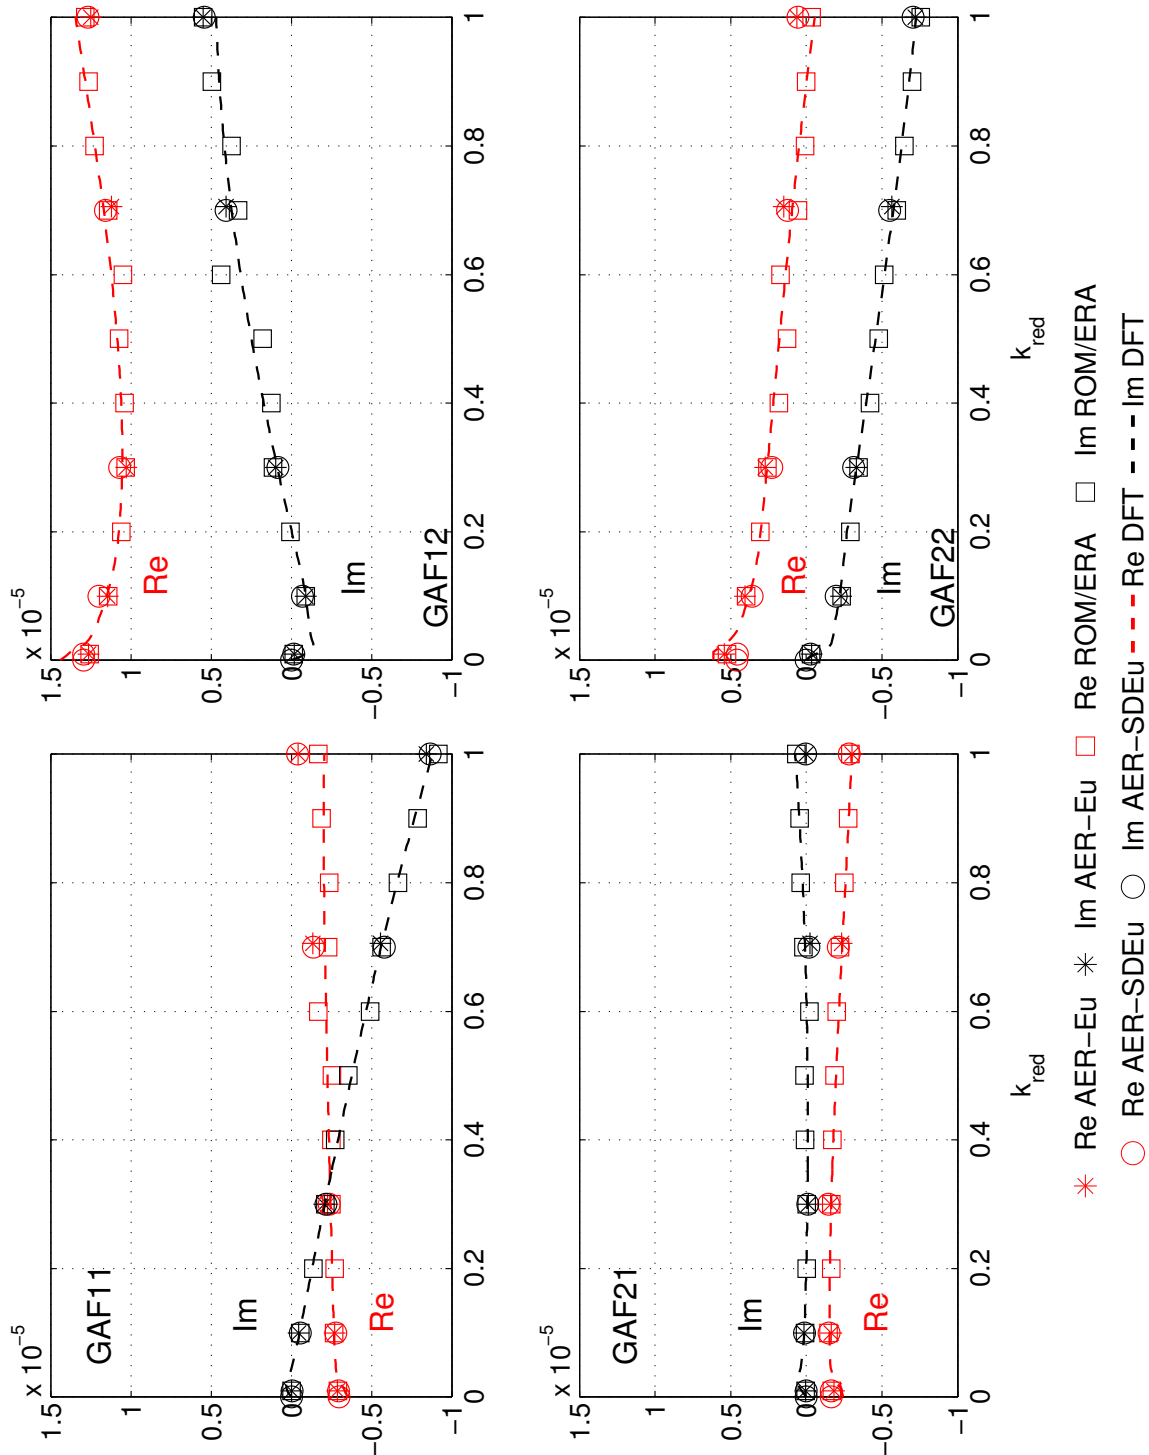 x 10⁻⁵
GAF11
Im
Re
1.5
1
0.5
0
−0.5
−1
0
0.2
0.4
0.6
0.8
1
x 10⁻⁵
GAF12
Re
Im
1.5
1
0.5
0
−0.5
−1
0
0.2
0.4
0.6
0.8
1
x 10⁻⁵
GAF21
Im
Re
1.5
1
0.5
0
−0.5
−1
0
0.2
0.4
0.6
0.8
1
k_red
x 10⁻⁵
Re
Im
GAF22
1.5
1
0.5
0
−0.5
−1
0
0.2
0.4
0.6
0.8
1
k_red
Re AER−Eu Im AER−Eu Re ROM/ERA Im ROM/ERA
Re AER−SDEu Im AER−SDEu Re DFT Im DFT